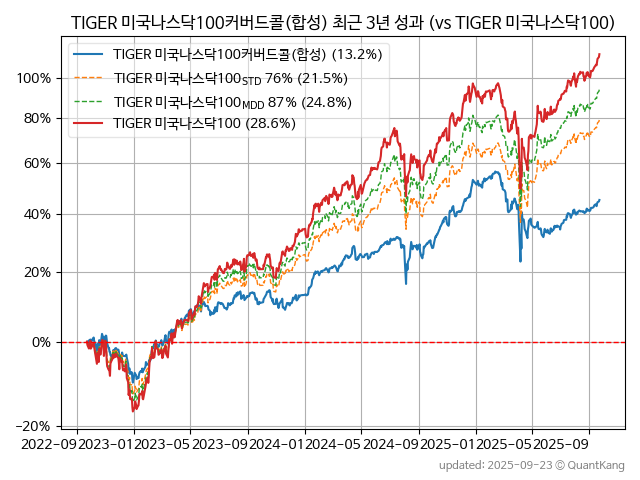 TIGER 미국나스닥100커버드콜(합성) 최근 3년 성과 (vs TIGER 미국나스닥100)
TIGER 미국나스닥100커버드콜(합성) (13.2%)
TIGER 미국나스닥100STD 76% (21.5%)
TIGER 미국나스닥100MDD 87% (24.8%)
TIGER 미국나스닥100 (28.6%)
100%
80%
60%
40%
20%
0%
−20%
2022-09 2023-01 2023-05 2023-09 2024-01 2024-05 2024-09 2025-01 2025-05 2025-09
updated: 2025-09-23 © QuantKang